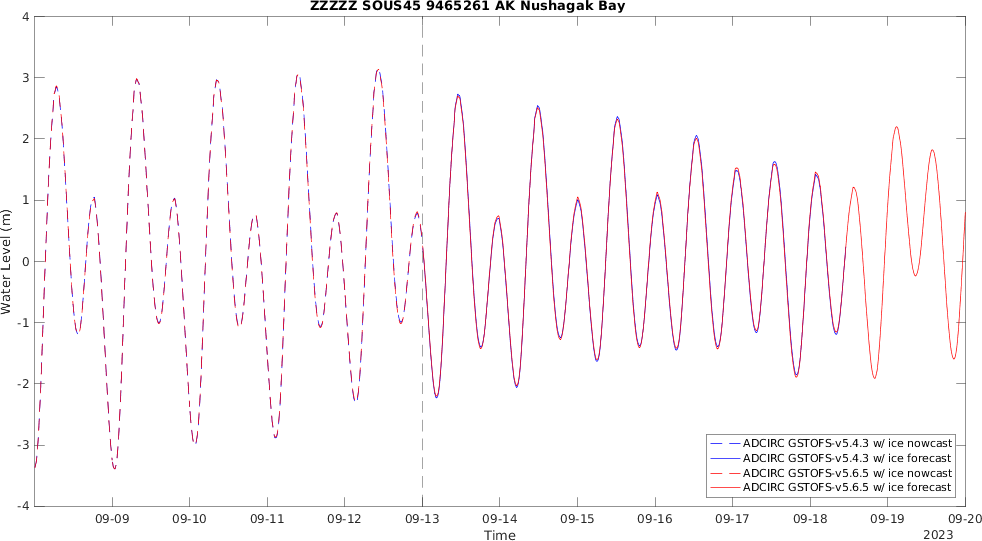 ZZZZZ SOUS45 9465261 AK Nushagak Bay
4
3
2
1
0
-1
-2
-3
-4
Water Level (m)
09-09 09-10 09-11 09-12 09-13 09-14 09-15 09-16 09-17 09-18 09-19 09-20
Time
2023
ADCIRC GSTOFS-v5.4.3 w/ ice nowcast
ADCIRC GSTOFS-v5.4.3 w/ ice forecast
ADCIRC GSTOFS-v5.6.5 w/ ice nowcast
ADCIRC GSTOFS-v5.6.5 w/ ice forecast